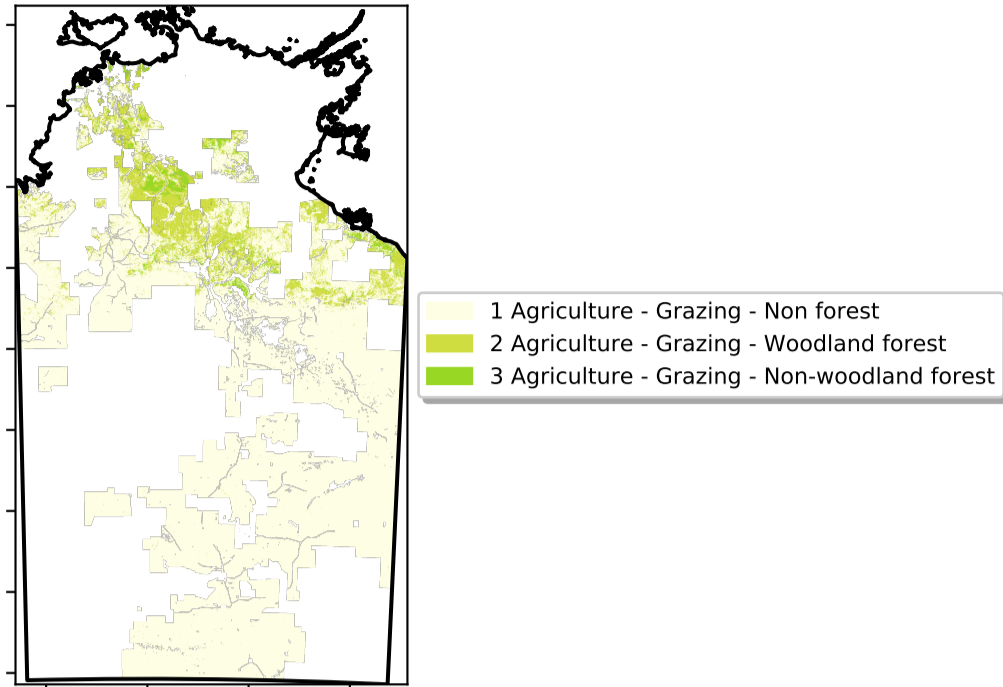 1 Agriculture - Grazing - Non forest
2 Agriculture - Grazing - Woodland forest
3 Agriculture - Grazing - Non-woodland forest